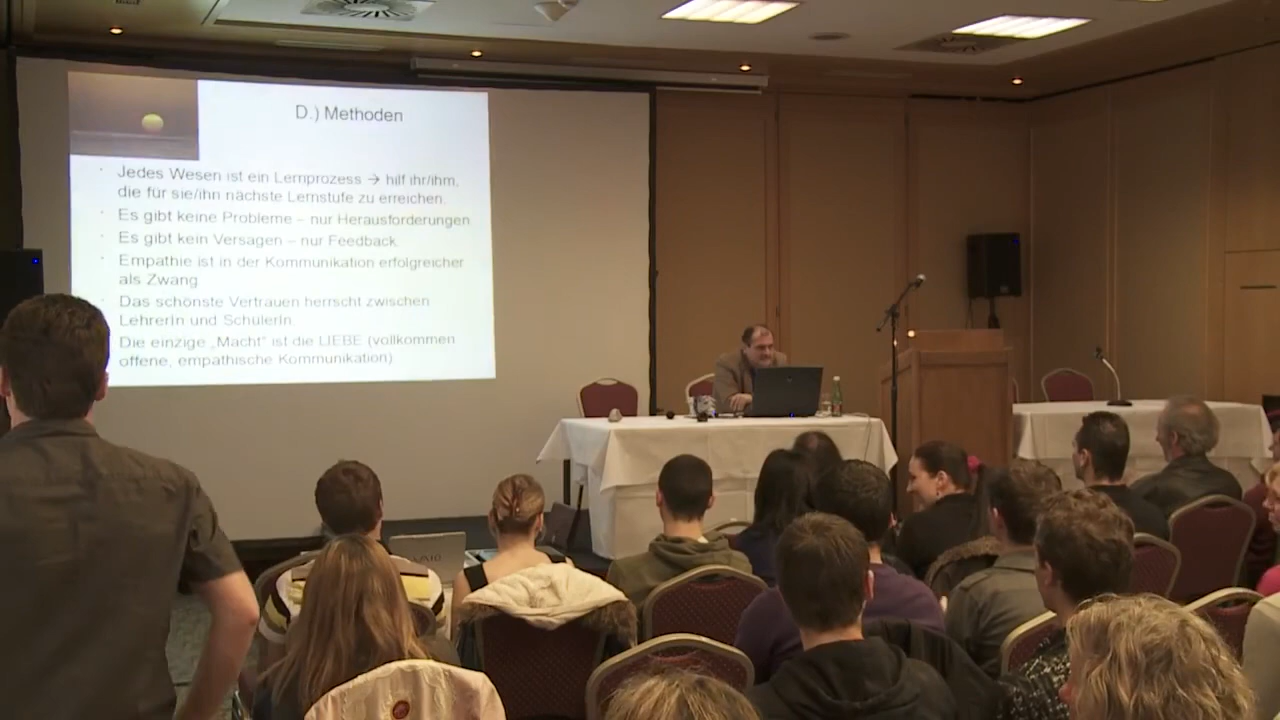 D.) Methoden
Jedes Wesen ist ein Lernprozess → hilf ihr/ihm,
die für sie/ihn nächste Lernstufe zu erreichen.
Es gibt keine Probleme – nur Herausforderungen
Es gibt kein Versagen – nur Feedback.
Empathie ist in der Kommunikation erfolgreicher
als Zwang
Das schönste Vertrauen herrscht zwischen
LehrerIn und SchülerIn
Die einzige „Macht" ist die LIEBE (vollkommen
offene, empathische Kommunikation)
VAIO